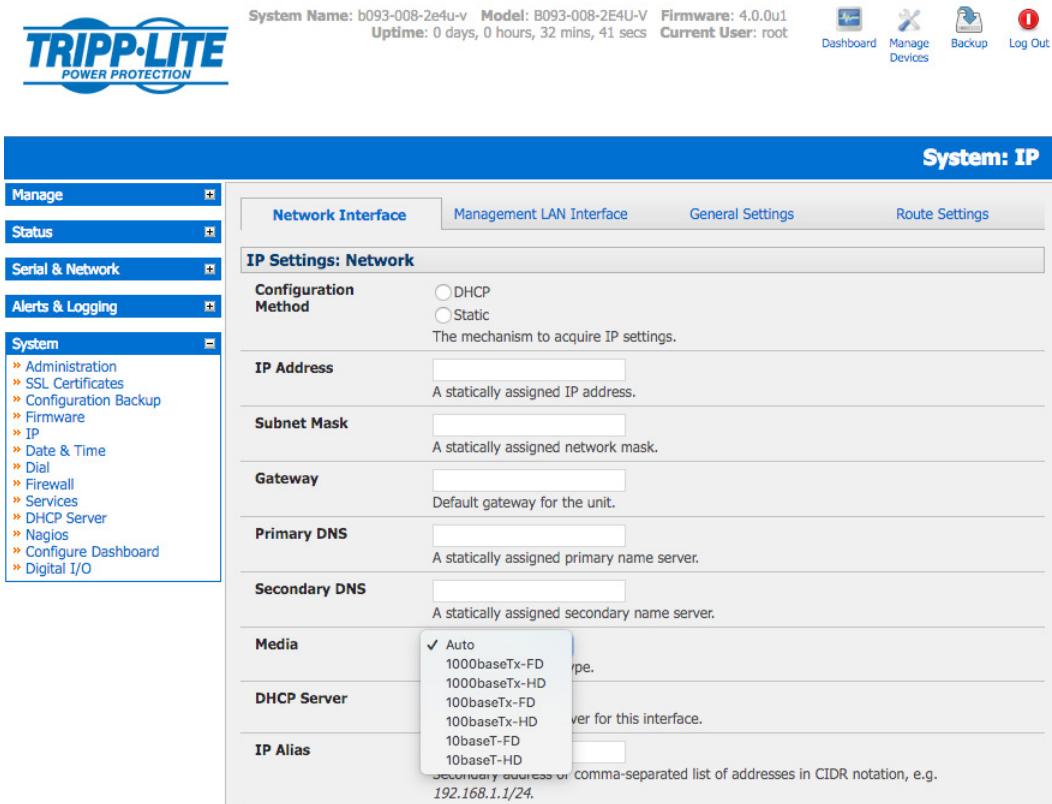 System Name: b093-008-2e4u-v Model: B093-008-2E4U-V Firmware: 4.0.0u1
Uptime: 0 days, 0 hours, 32 mins, 41 secs Current User: root
TRIPP·LITE
POWER PROTECTION
Dashboard
Manage Devices
Backup
Log Out
System: IP
Manage
Status
Serial & Network
Alerts & Logging
System
» Administration
» SSL Certificates
» Configuration Backup
» Firmware
» IP
» Date & Time
» Dial
» Firewall
» Services
» DHCP Server
» Nagios
» Configure Dashboard
» Digital I/O
Network Interface
Management LAN Interface
General Settings
Route Settings
IP Settings: Network
Configuration Method
DHCP
Static
The mechanism to acquire IP settings.
IP Address
A statically assigned IP address.
Subnet Mask
A statically assigned network mask.
Gateway
Default gateway for the unit.
Primary DNS
A statically assigned primary name server.
Secondary DNS
A statically assigned secondary name server.
Media
✓ Auto
1000baseTx-FD
1000baseTx-HD
100baseTx-FD
100baseTx-HD
10baseT-FD
10baseT-HD
DHCP Server
for this interface.
IP Alias
Secondary address or comma-separated list of addresses in CIDR notation, e.g.
192.168.1.1/24.